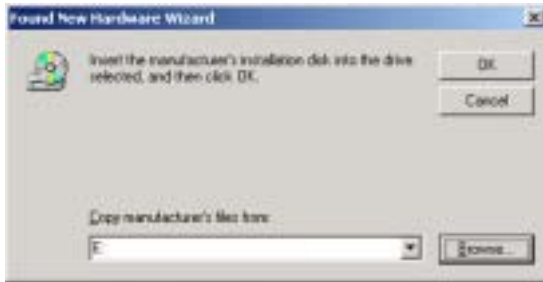 Found New Hardware Wizard
Insert the manufacturer's installation disk into the drive
selected, and then click OK.
OK
Cancel
Copy manufacturer's files from:
E:
Browse...